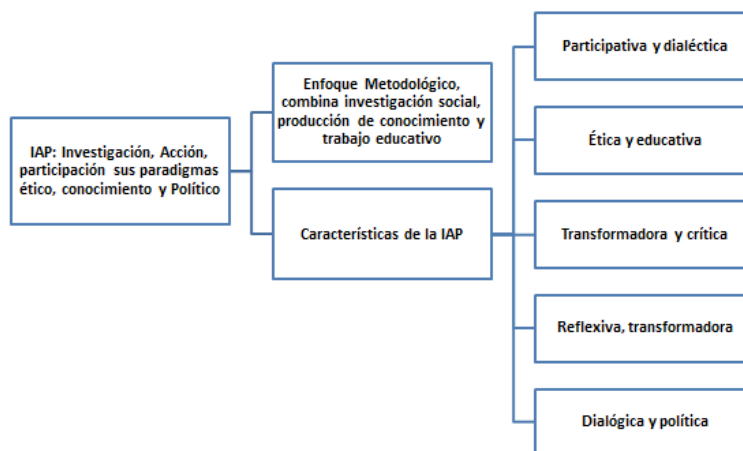 IAP: Investigación, Acción,
participación sus paradigmas
ético, conocimiento y Político
Enfoque Metodológico,
combina investigación social,
producción de conocimiento y
trabajo educativo
Características de la IAP
Participativa y dialéctica
Ética y educativa
Transformadora y crítica
Reflexiva, transformadora
Dialógica y política